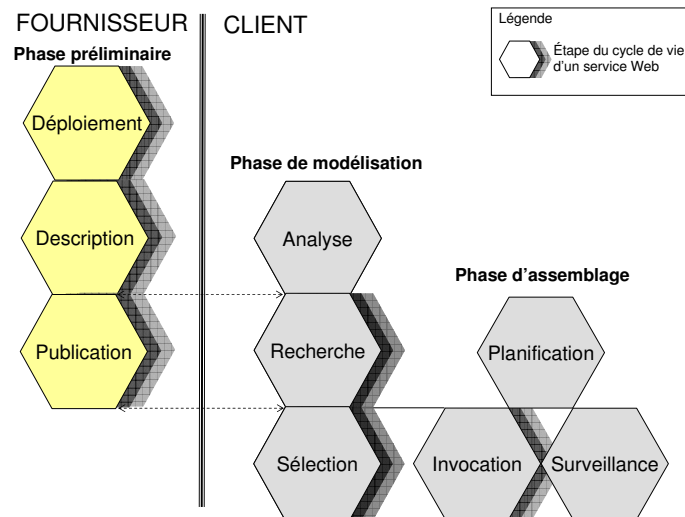 FOURNISSEUR
CLIENT
Légende
Étape du cycle de vie
d'un service Web
Phase préliminaire
Déploiement
Description
Publication
Phase de modélisation
Analyse
Recherche
Sélection
Phase d'assemblage
Planification
Invocation
Surveillance